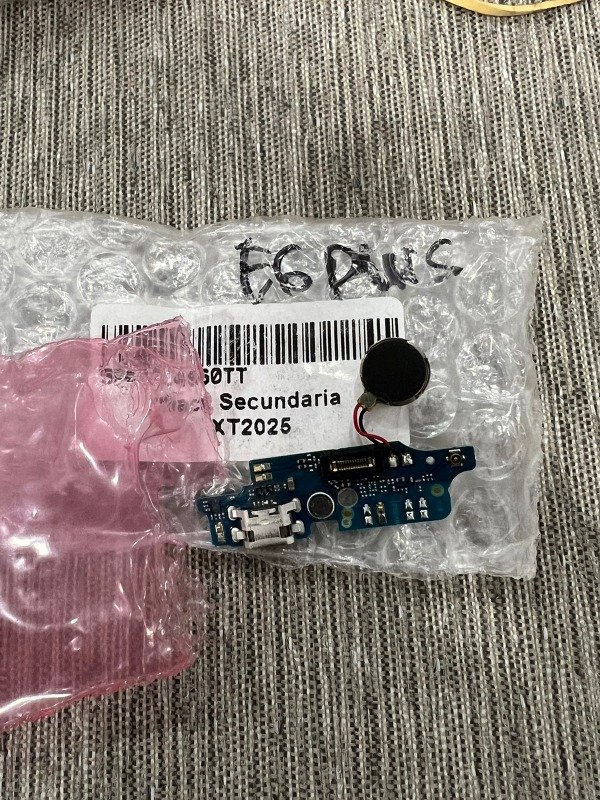 E6 PLUS
60TT
Secundaria
XT2025